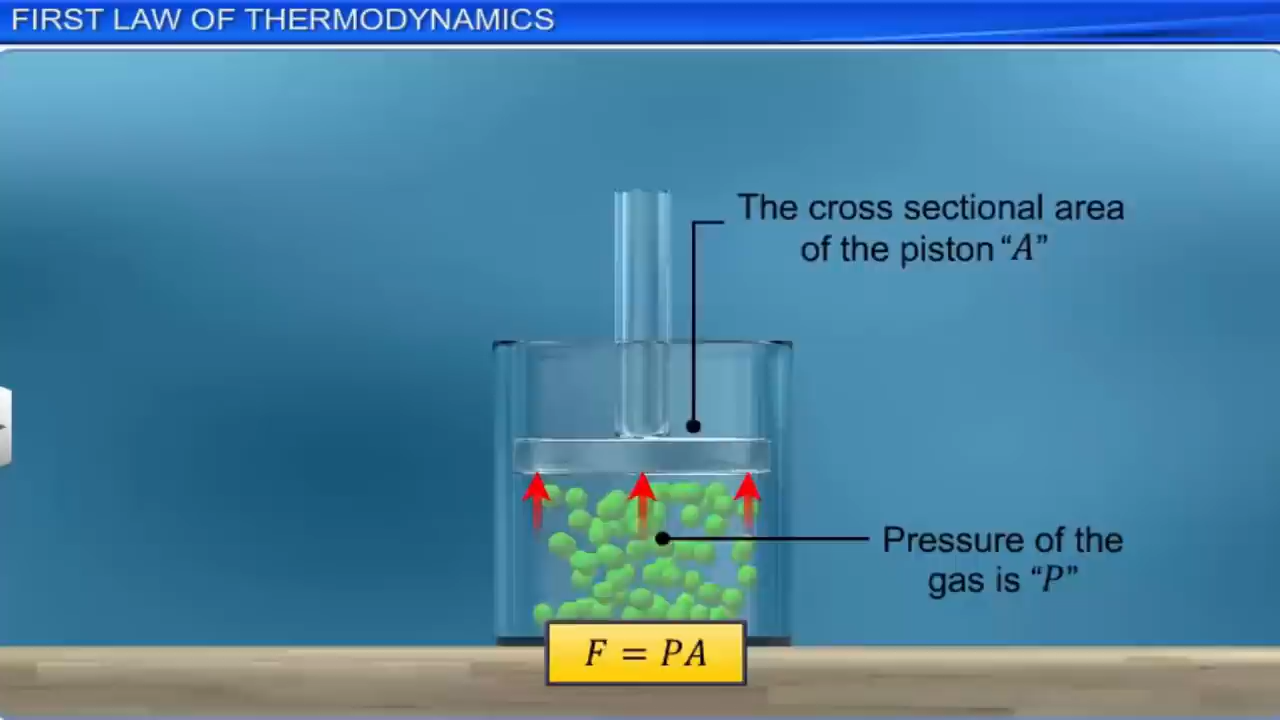 FIRST LAW OF THERMODYNAMICS
The cross sectional area
of the piston “A”
Pressure of the
gas is “P”
F = PA